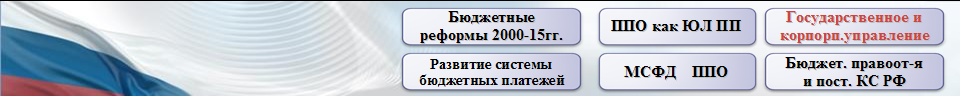 Бюджетные
реформы 2000-15гг.
ППО как ЮЛ ПП
Государственное и
корпорп.управление
Развитие системы
бюджетных платежей
МСФД ППО
Бюджет. правоот-я
и пост. КС РФ